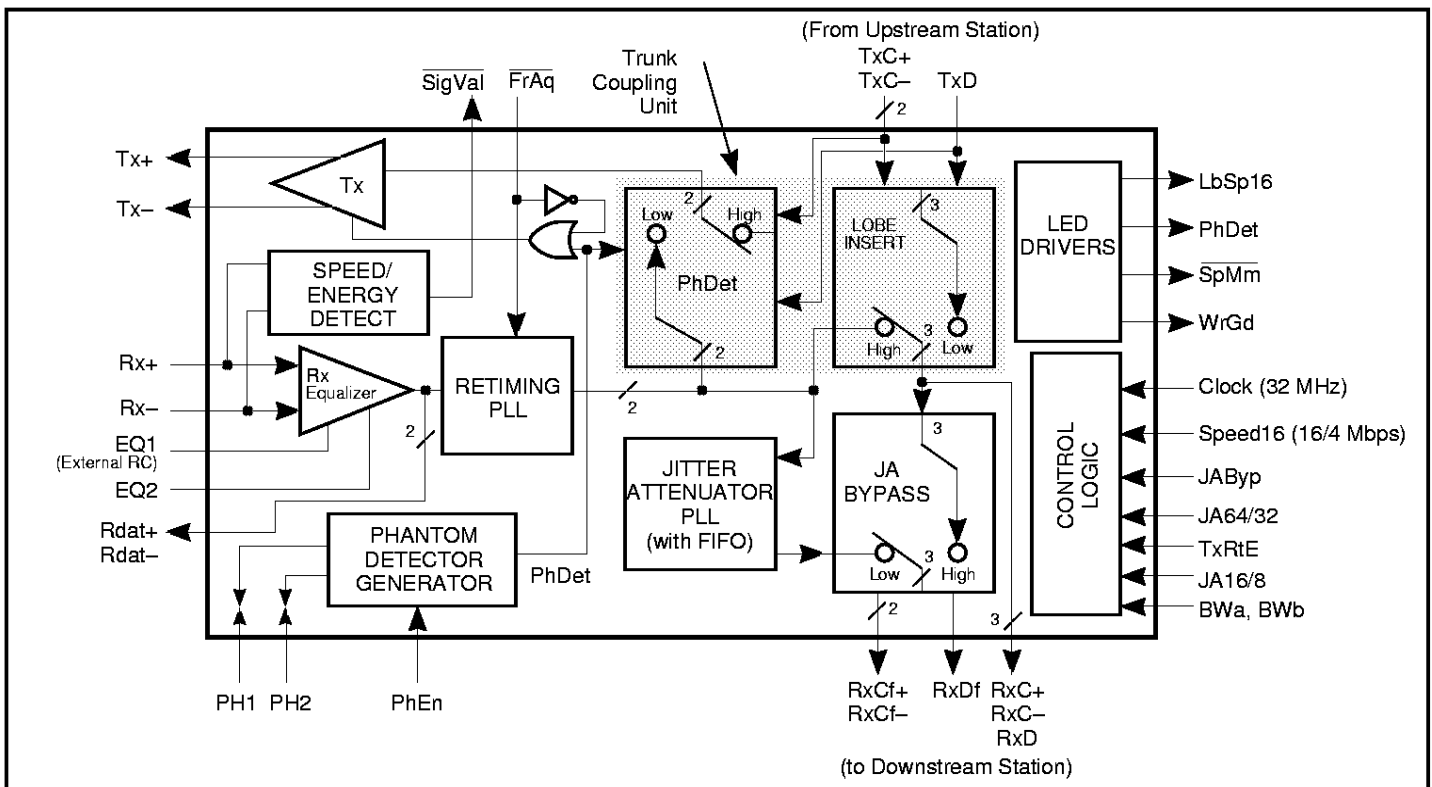 (From Upstream Station)
TxC+
TxC–
TxD
Trunk
Coupling
Unit
SigVal
FrAq
2
Tx+
Tx–
Tx
2
Low
High
PhDet
2
3
LOBE
INSERT
High
3
Low
LED
DRIVERS
LbSp16
PhDet
SpMm
WrGd
SPEED/
ENERGY
DETECT
Rx+
Rx–
Rx
Equalizer
EQ1
(External RC)
EQ2
Rdat+
Rdat–
2
RETIMING
PLL
2
JITTER
ATTENUATOR
PLL
(with FIFO)
3
JA
BYPASS
Low
3
High
CONTROL
LOGIC
Clock (32 MHz)
Speed16 (16/4 Mbps)
JAByp
JA64/32
TxRtE
JA16/8
BWa, BWb
PHANTOM
DETECTOR
GENERATOR
PhDet
2
3
PH1
PH2
PhEn
RxCf+
RxCf–
RxDf
RxC+
RxC–
RxD
(to Downstream Station)